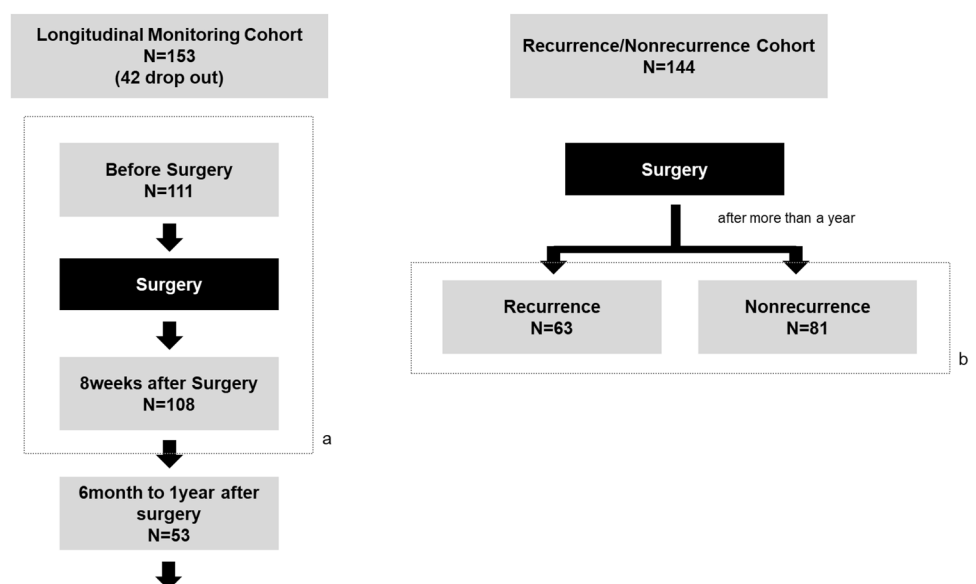 Longitudinal Monitoring Cohort
N=153
(42 drop out)
Before Surgery
N=111
Surgery
8weeks after Surgery
N=108
a
6month to 1year after
surgery
N=53
Recurrence/Nonrecurrence Cohort
N=144
Surgery
after more than a year
Recurrence
N=63
Nonrecurrence
N=81
b